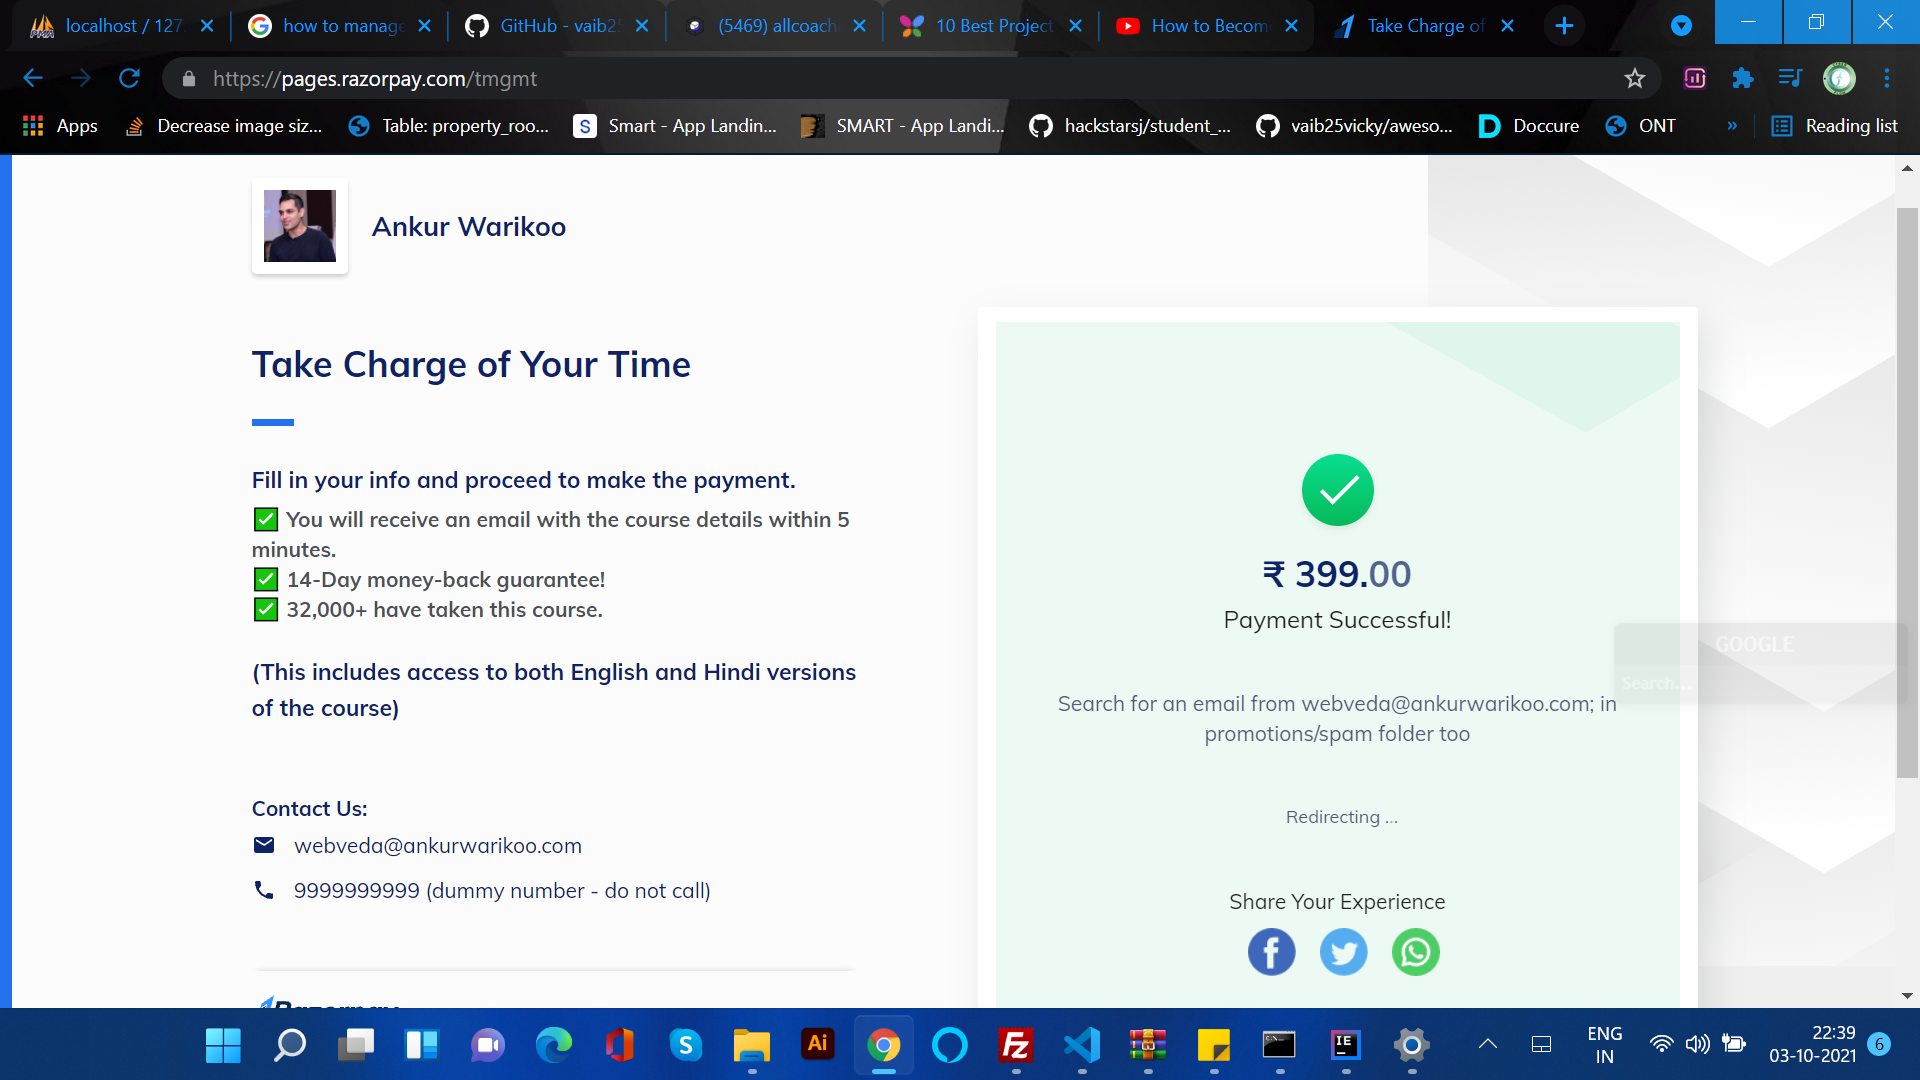 localhost / 127.
how to manage
GitHub - vaib25
(5469) allcoach
10 Best Project
How to Become
Take Charge of
https://pages.razorpay.com/tmgmt
Apps
Decrease image siz...
Table: property_roo...
Smart - App Landin...
SMART - App Landi...
hackstarsj/student_...
vaib25vicky/aweso...
Doccure
ONT
»
Reading list
Ankur Warikoo
Take Charge of Your Time
Fill in your info and proceed to make the payment.
✅ You will receive an email with the course details within 5
minutes.
✅ 14-Day money-back guarantee!
✅ 32,000+ have taken this course.
(This includes access to both English and Hindi versions
of the course)
Contact Us:
webveda@ankurwarikoo.com
9999999999 (dummy number - do not call)
Razorpay
₹ 399.00
Payment Successful!
Search for an email from webveda@ankurwarikoo.com; in
promotions/spam folder too
Redirecting ...
Share Your Experience
GOOGLE
Search...
ENG
IN
22:39
03-10-2021
6